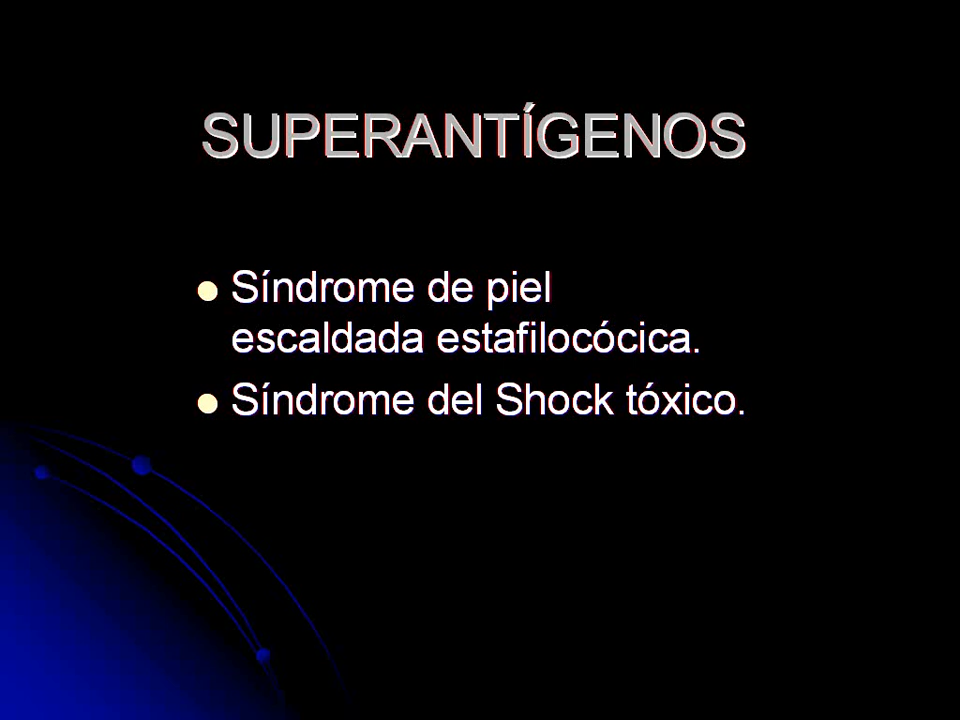 SUPERANTÍGENOS
Síndrome de piel
escaldada estafilocócica.
Síndrome del Shock tóxico.